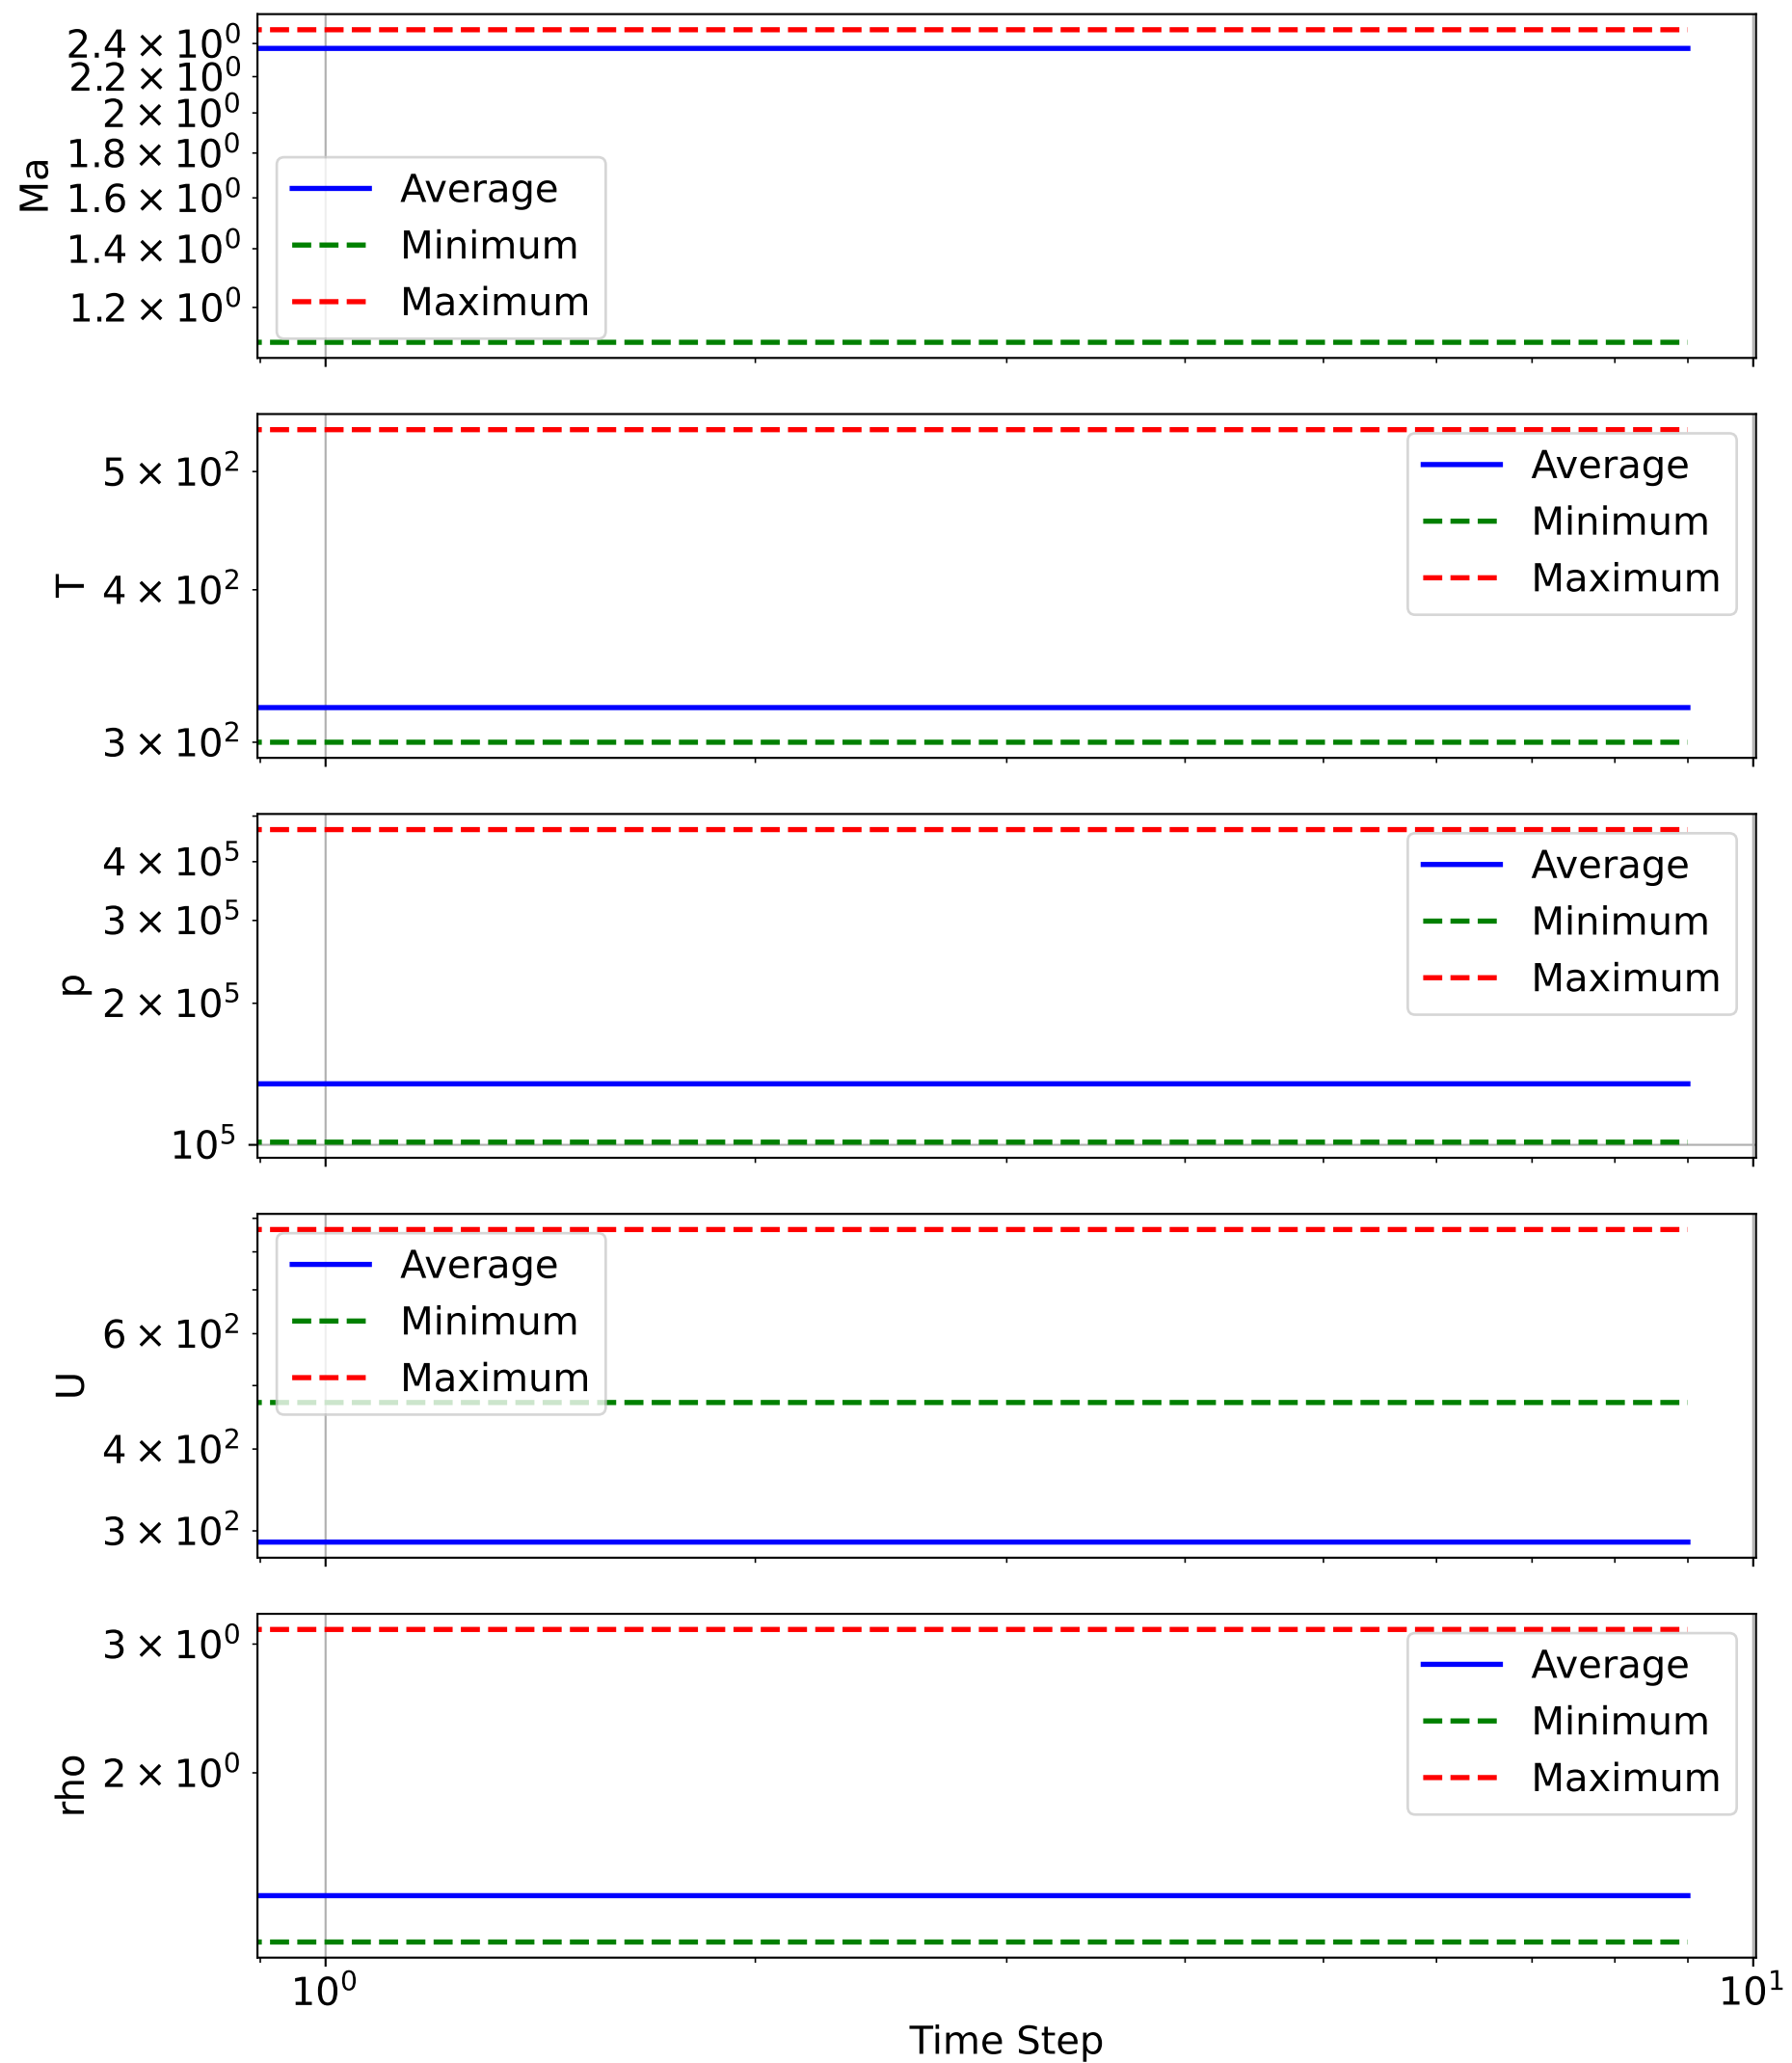 Ma
2.4 × 10⁰
2.2 × 10⁰
2 × 10⁰
1.8 × 10⁰
1.6 × 10⁰
1.4 × 10⁰
1.2 × 10⁰
Average
Minimum
Maximum
T
5 × 10²
4 × 10²
3 × 10²
Average
Minimum
Maximum
p
4 × 10⁵
3 × 10⁵
2 × 10⁵
10⁵
Average
Minimum
Maximum
U
6 × 10²
4 × 10²
3 × 10²
Average
Minimum
Maximum
rho
3 × 10⁰
2 × 10⁰
Average
Minimum
Maximum
10⁰
10¹
Time Step